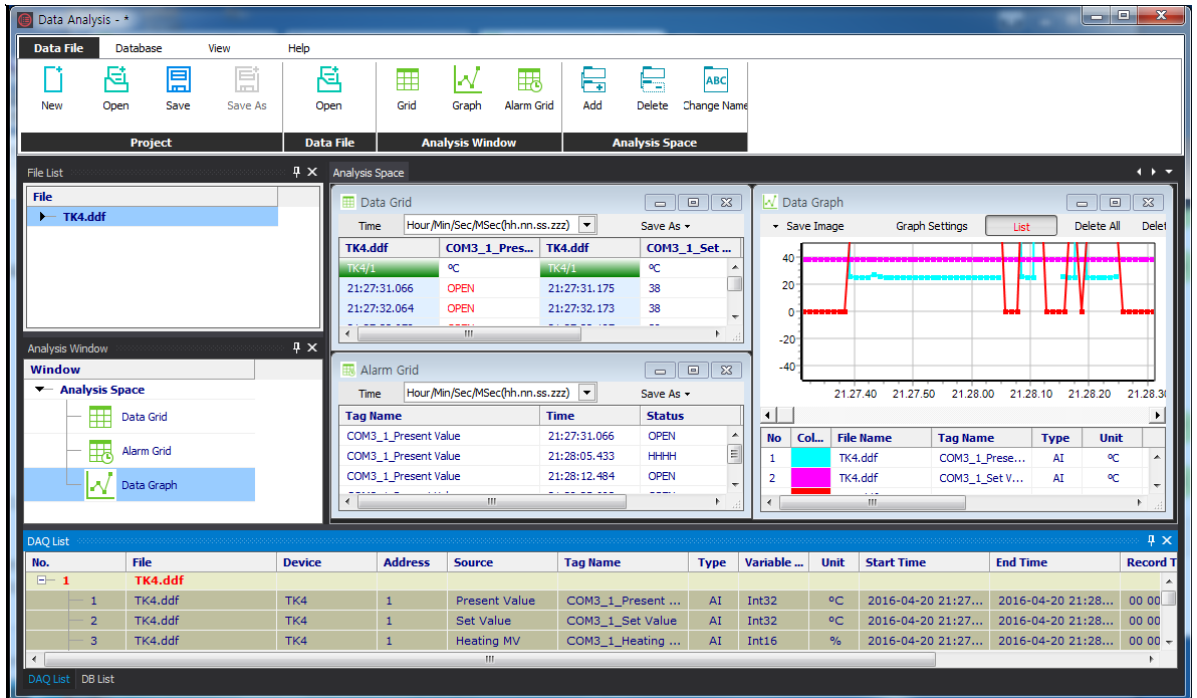 Data Analysis - *
Data File Database View Help
New Open Save Save As Open Grid Graph Alarm Grid Add Delete Change Name
ABC
Project Data File Analysis Window Analysis Space
File List
File
TK4.ddf
Analysis Window
Window
Analysis Space
Data Grid
Alarm Grid
Data Graph
Analysis Space
Data Grid
Time Hour/Min/Sec/MSec(hh.nn.ss.zzz) Save As
TK4.ddf COM3_1_Pres... TK4.ddf COM3_1_Set ...
TK4/1 ºC TK4/1 ºC
21:27:31.066 OPEN 21:27:31.175 38
21:27:32.064 OPEN 21:27:32.173 38
Alarm Grid
Time Hour/Min/Sec/MSec(hh.nn.ss.zzz) Save As
Tag Name Time Status
COM3_1_Present Value 21:27:31.066 OPEN
COM3_1_Present Value 21:28:05.433 HHHH
COM3_1_Present Value 21:28:12.484 OPEN
Data Graph
Save Image Graph Settings List Delete All Delet
40
20
0
-20
-40
21.27.40 21.27.50 21.28.00 21.28.10 21.28.20 21.28.30
No Col... File Name Tag Name Type Unit
1 TK4.ddf COM3_1_Prese... AI ºC
2 TK4.ddf COM3_1_Set V... AI ºC
DAQ List
No. File Device Address Source Tag Name Type Variable ... Unit Start Time End Time Record T
1 TK4.ddf
1 TK4.ddf TK4 1 Present Value COM3_1_Present ... AI Int32 ºC 2016-04-20 21:27... 2016-04-20 21:28... 00 00
2 TK4.ddf TK4 1 Set Value COM3_1_Set Value AI Int32 ºC 2016-04-20 21:27... 2016-04-20 21:28... 00 00
3 TK4.ddf TK4 1 Heating MV COM3_1_Heating ... AI Int16 % 2016-04-20 21:27... 2016-04-20 21:28... 00 00
DAQ List DB List